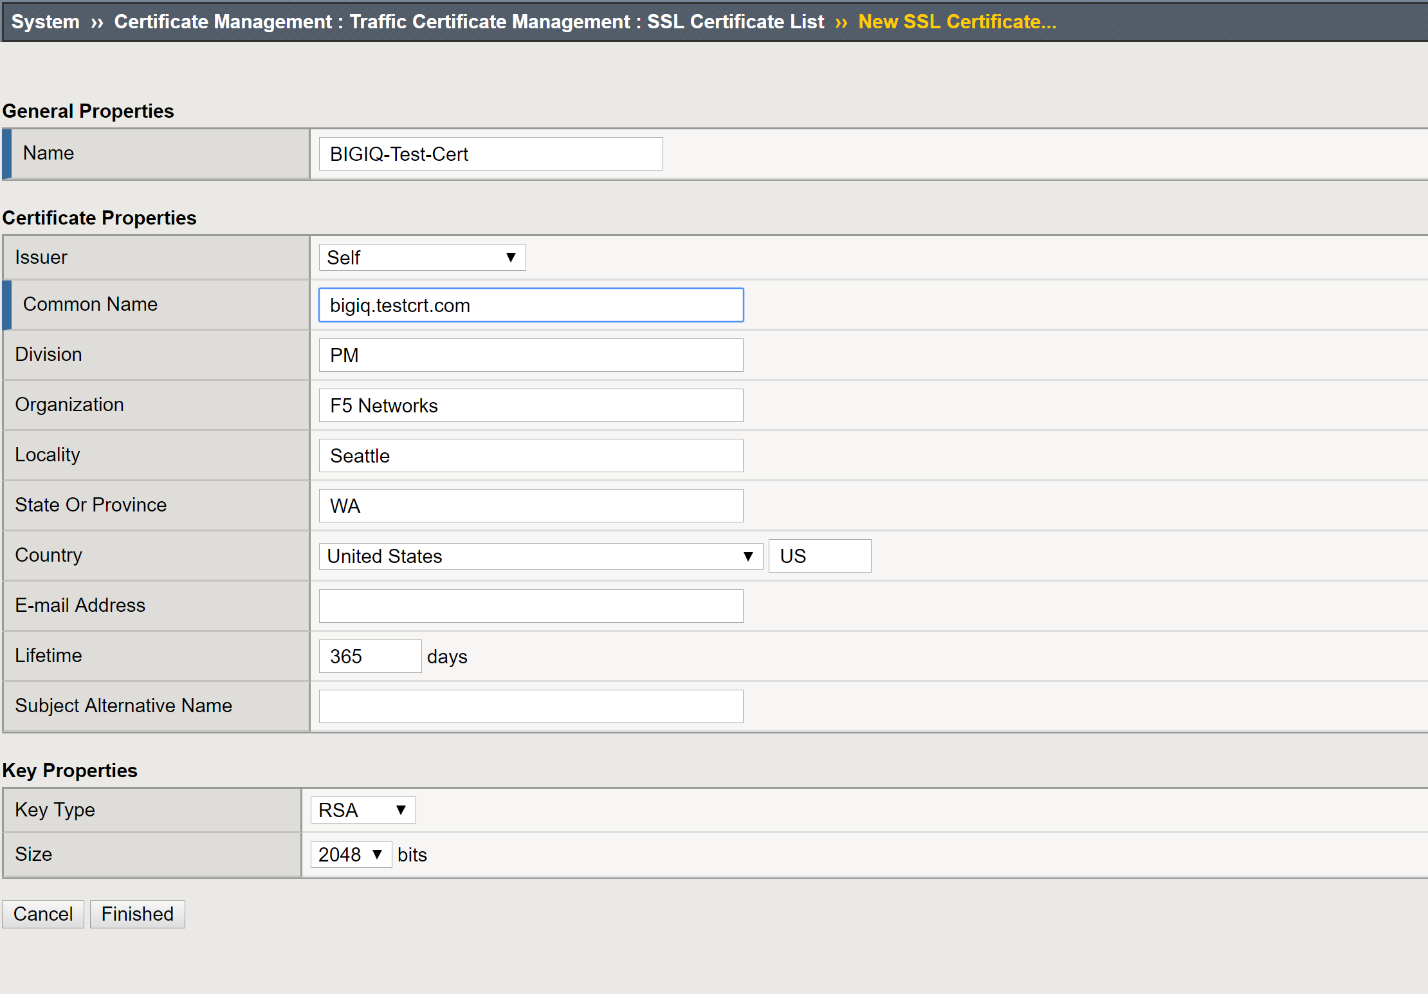 System ›› Certificate Management : Traffic Certificate Management : SSL Certificate List ›› New SSL Certificate...
General Properties
Name BIGIQ-Test-Cert
Certificate Properties
Issuer Self
Common Name bigiq.testcrt.com
Division PM
Organization F5 Networks
Locality Seattle
State Or Province WA
Country United States US
E-mail Address
Lifetime 365 days
Subject Alternative Name
Key Properties
Key Type RSA
Size 2048 bits
Cancel Finished